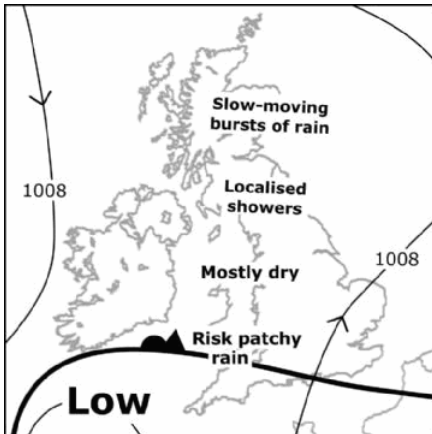 Slow-moving
bursts of rain
1008
Localised
showers
1008
Mostly dry
Risk patchy
rain
Low